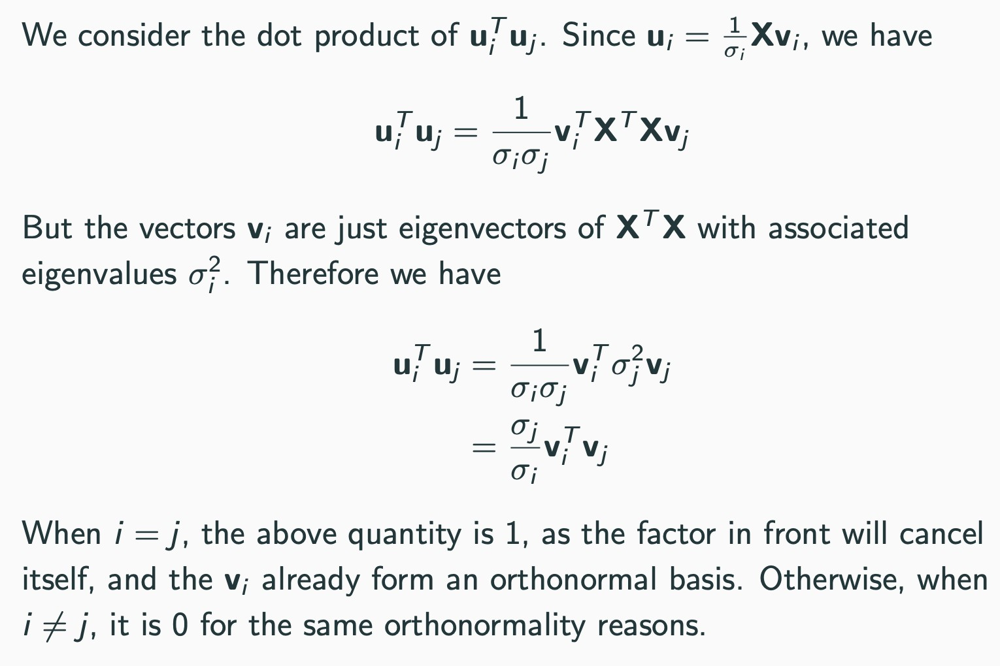 We consider the dot product of $\mathbf{u}_i^T \mathbf{u}_j$. Since $\mathbf{u}_i = \frac{1}{\sigma_i} \mathbf{X} \mathbf{v}_i$, we have
$\mathbf{u}_i^T \mathbf{u}_j = \frac{1}{\sigma_i \sigma_j} \mathbf{v}_i^T \mathbf{X}^T \mathbf{X} \mathbf{v}_j$
But the vectors $\mathbf{v}_i$ are just eigenvectors of $\mathbf{X}^T \mathbf{X}$ with associated
eigenvalues $\sigma_i^2$. Therefore we have
$\mathbf{u}_i^T \mathbf{u}_j = \frac{1}{\sigma_i \sigma_j} \mathbf{v}_i^T \sigma_j^2 \mathbf{v}_j$
$= \frac{\sigma_j}{\sigma_i} \mathbf{v}_i^T \mathbf{v}_j$
When $i = j$, the above quantity is 1, as the factor in front will cancel
itself, and the $\mathbf{v}_i$ already form an orthonormal basis. Otherwise, when
$i \neq j$, it is 0 for the same orthonormality reasons.